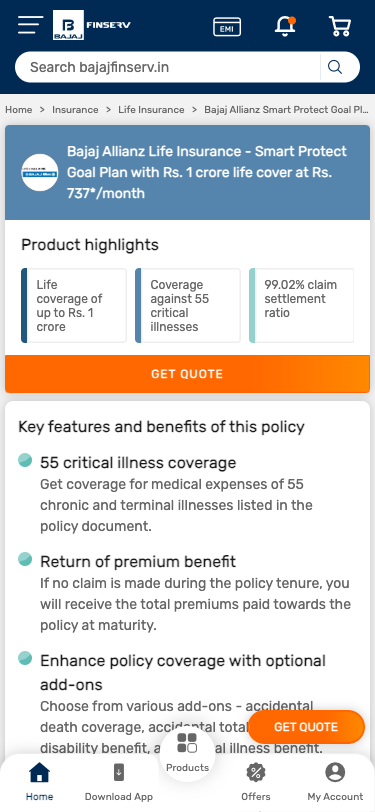 BAJAJ FINSERV
EMI
Search bajajfinserv.in
Home > Insurance > Life Insurance > Bajaj Allianz Smart Protect Goal Pl...
Bajaj Allianz Life Insurance - Smart Protect
Goal Plan with Rs. 1 crore life cover at Rs.
737*/month
Product highlights
Life
coverage of
up to Rs. 1
crore
Coverage
against 55
critical
illnesses
99.02% claim
settlement
ratio
GET QUOTE
Key features and benefits of this policy
55 critical illness coverage
Get coverage for medical expenses of 55
chronic and terminal illnesses listed in the
policy document.
Return of premium benefit
If no claim is made during the policy tenure, you
will receive the total premiums paid towards the
policy at maturity.
Enhance policy coverage with optional
add-ons
Choose from various add-ons - accidental
death coverage, accidental total
disability benefit, a al illness benefit.
GET QUOTE
Products
Home
Download App
Offers
My Account